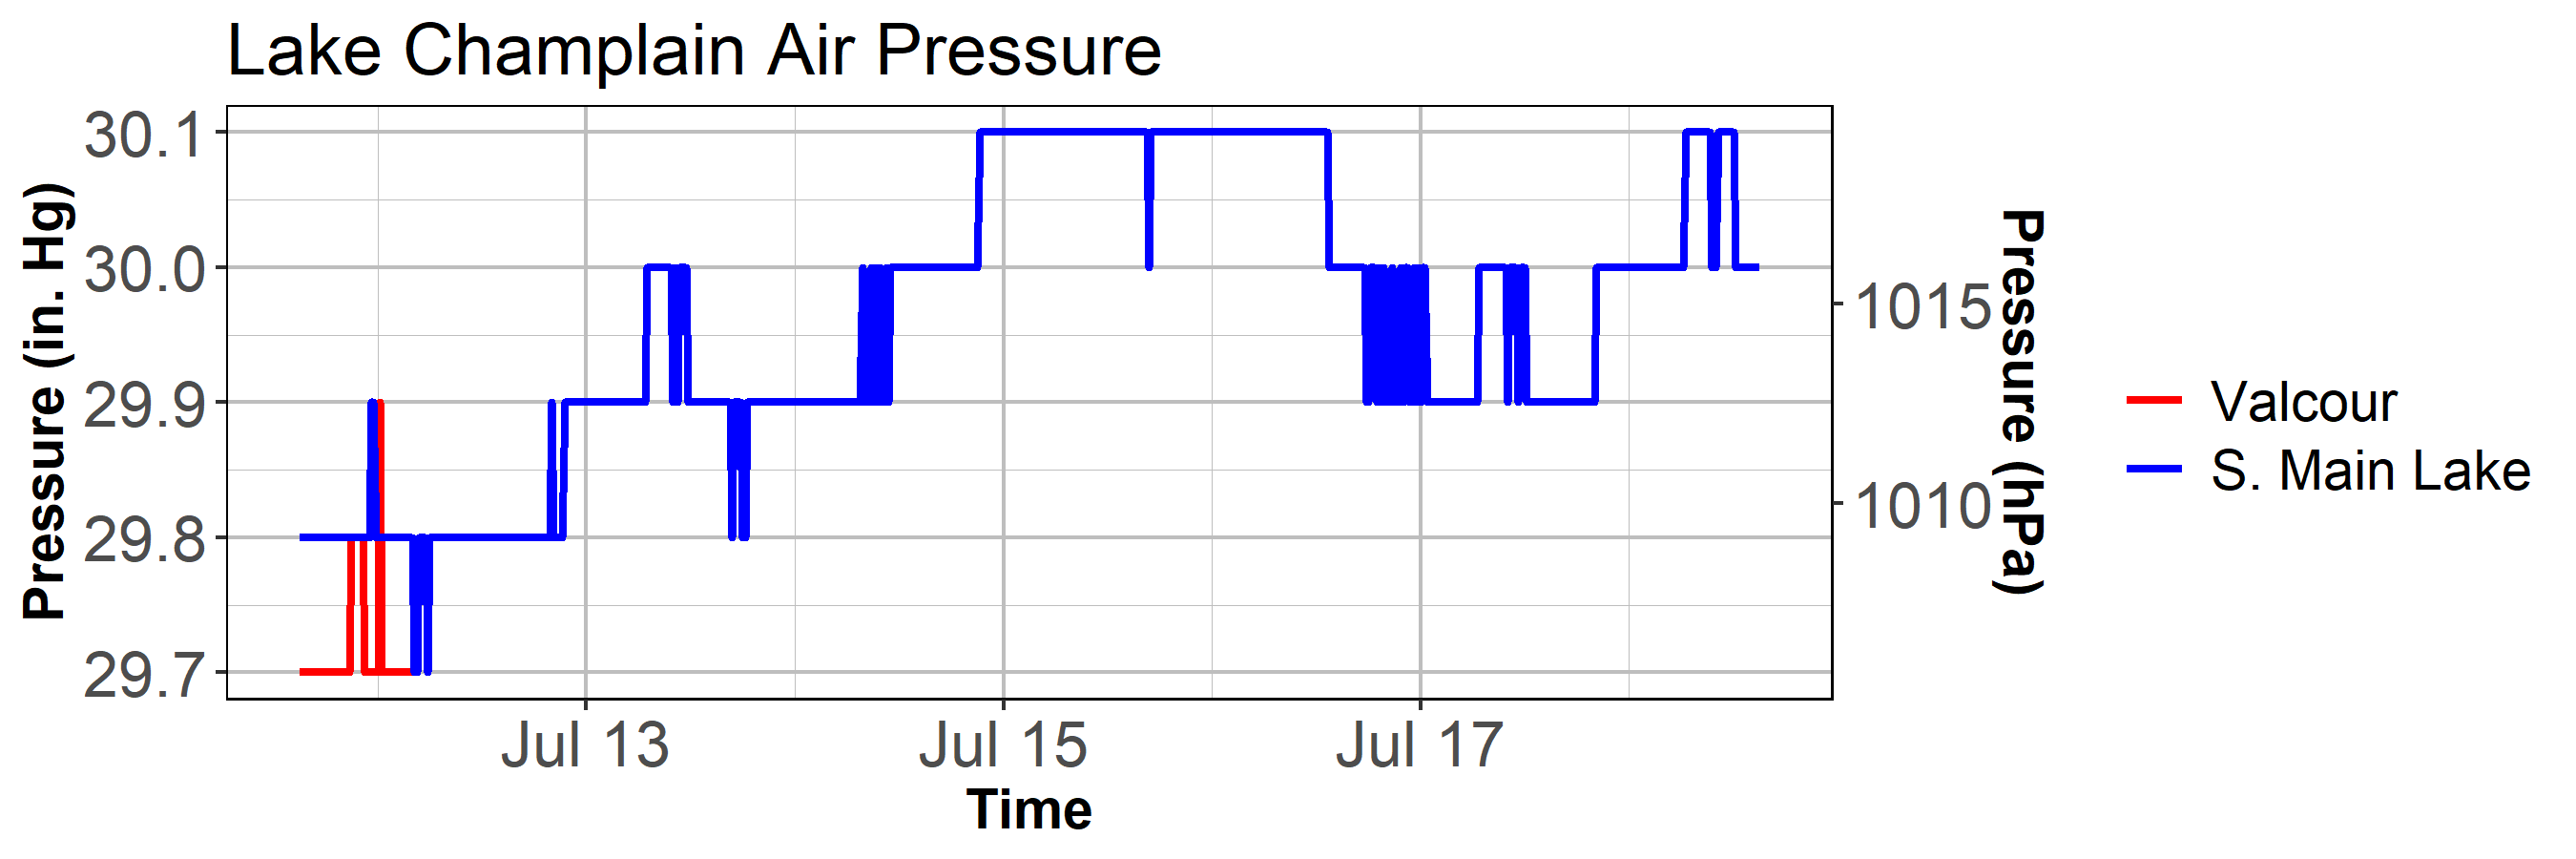 Lake Champlain Air Pressure
30.1
30.0
29.9
29.8
29.7
Pressure (in. Hg)
1015
1010
Pressure (hPa)
Valcour
S. Main Lake
Jul 13
Jul 15
Jul 17
Time